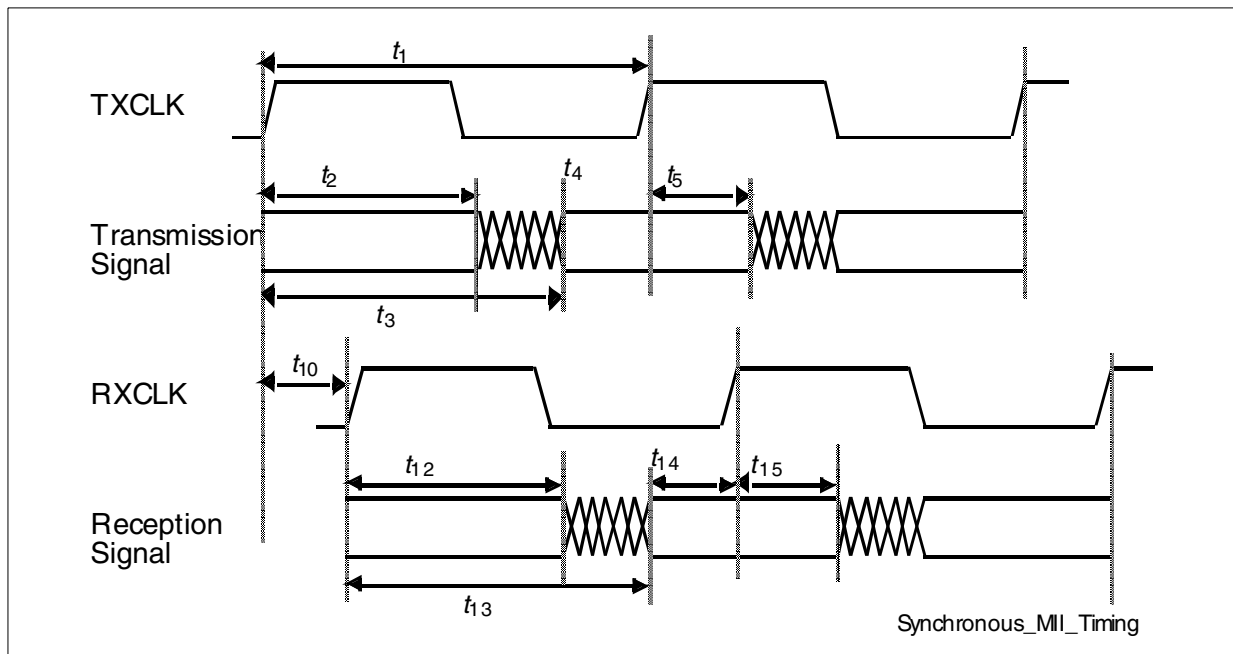 t1
TXCLK
t2
t4
t5
Transmission
Signal
t3
t10
RXCLK
t12
t14
t15
Reception
Signal
t13
Synchronous_MII_Timing